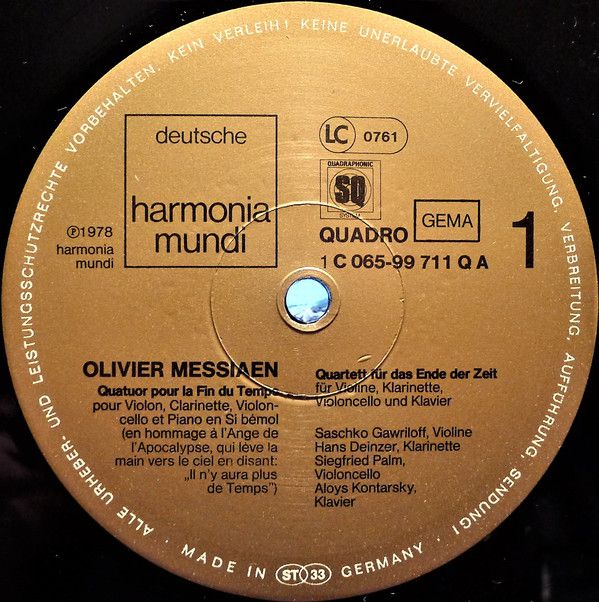 ALLE URHEBER- UND LEISTUNGSSCHUTZRECHTE VORBEHALTEN. KEIN VERLEIH! KEINE UNERLAUBTE VERVIELFÄLTIGUNG, VERBREITUNG, AUFFÜHRUNG, SENDUNG!
deutsche
harmonia
mundi
℗1978
harmonia
mundi
LC 0761
QUADRAPHONIC
SQ
SYSTEM
QUADRO
GEMA
1 C 065-99 711 Q A
1
OLIVIER MESSIAEN
Quatuor pour la Fin du Temps
pour Violon, Clarinette, Violon-
cello et Piano en Si bémol
(en hommage á l'Ange de
l'Apocalypse, qui lève la
main vers le ciel en disant:
„Il n'y aura plus
de Temps")
Quartett für das Ende der Zeit
für Violine, Klarinette,
Violoncello und Klavier
Saschko Gawriloff, Violine
Hans Deinzer, Klarinette
Siegfried Palm,
Violoncello
Aloys Kontarsky,
Klavier
· MADE IN ST 33 GERMANY ·